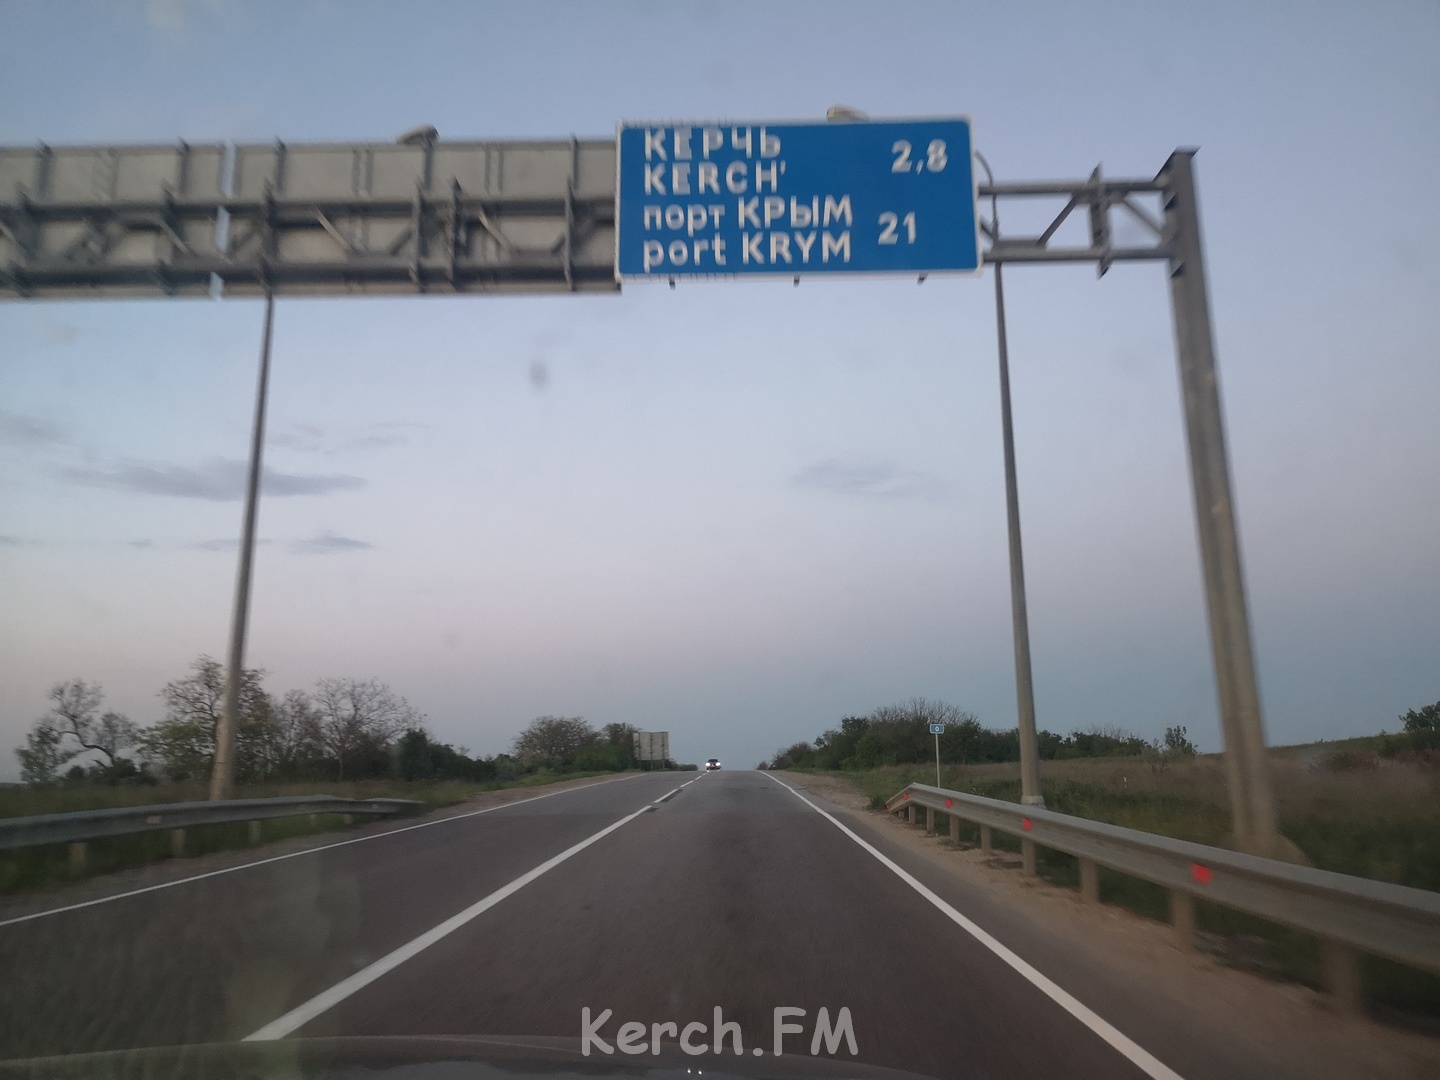 КЕРЧЬ 2,8
KERCH'
порт КРЫМ 21
port KRYM
Kerch.FM